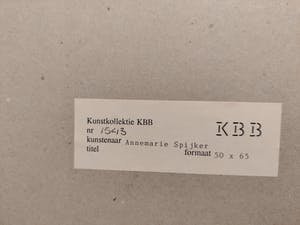 Kunstkollektie KBB
nr 1543
KBB
kunstenaar Annemarie Spijker
titel
formaat 50 x 65